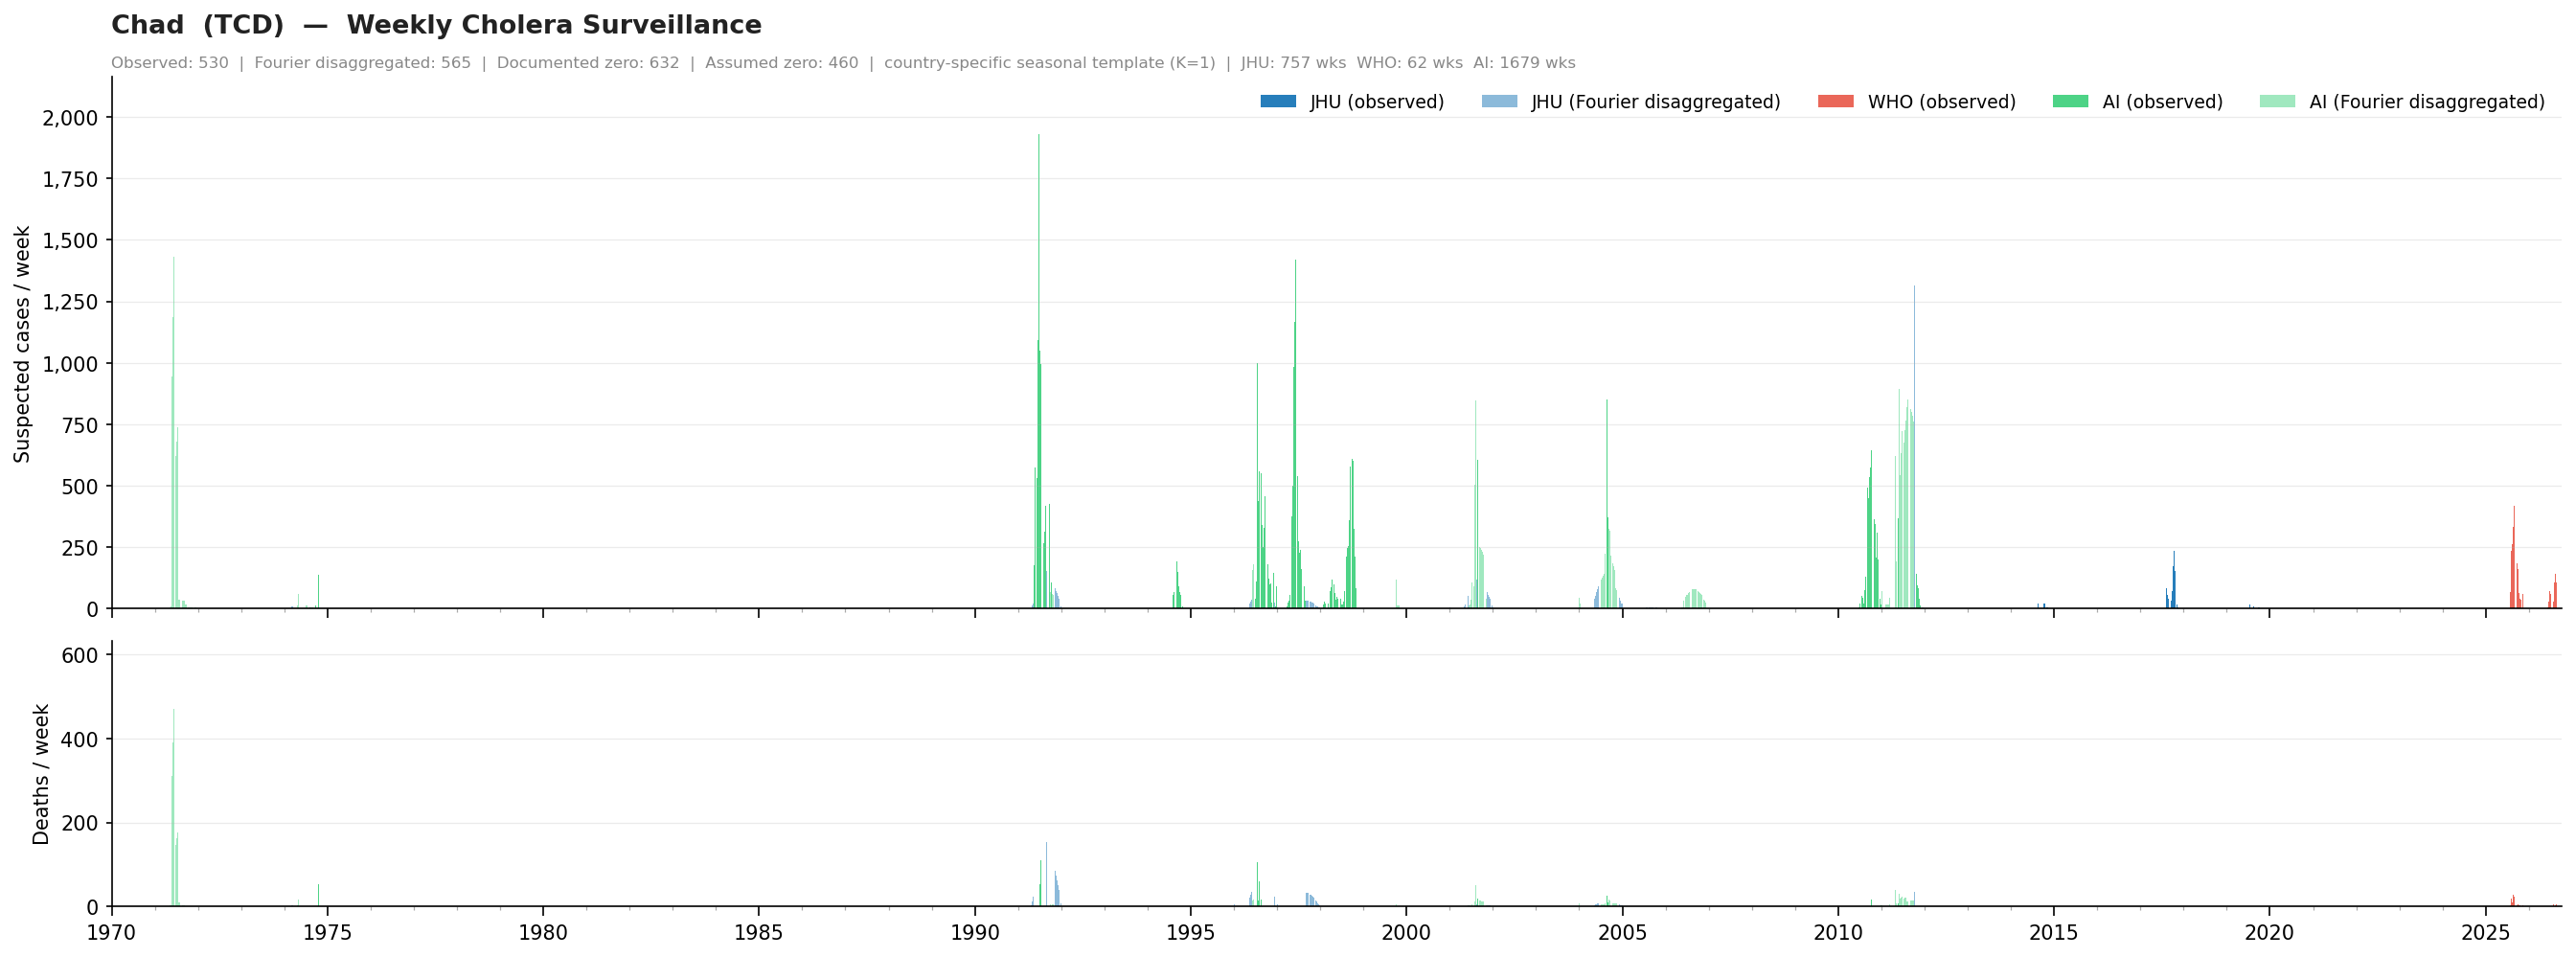 Chad (TCD) — Weekly Cholera Surveillance
Observed: 530 | Fourier disaggregated: 565 | Documented zero: 632 | Assumed zero: 460 | country-specific seasonal template (K=1) | JHU: 757 wks WHO: 62 wks AI: 1679 wks
JHU (observed) JHU (Fourier disaggregated) WHO (observed) AI (observed) AI (Fourier disaggregated)
Suspected cases / week
2,000
1,750
1,500
1,250
1,000
750
500
250
0
Deaths / week
600
400
200
0
1970 1975 1980 1985 1990 1995 2000 2005 2010 2015 2020 2025